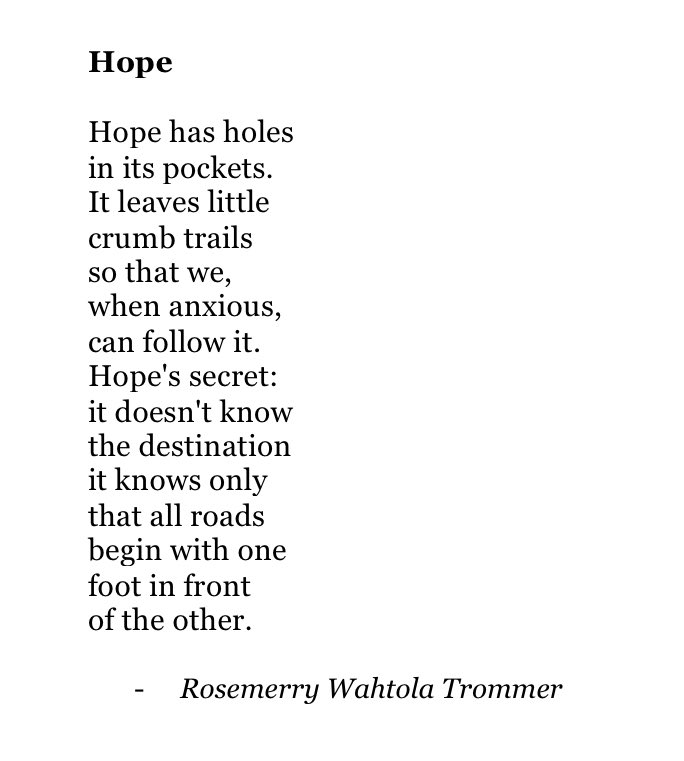 Hope
Hope has holes
in its pockets.
It leaves little
crumb trails
so that we,
when anxious,
can follow it.
Hope's secret:
it doesn't know
the destination
it knows only
that all roads
begin with one
foot in front
of the other.
- Rosemerry Wahtola Trommer